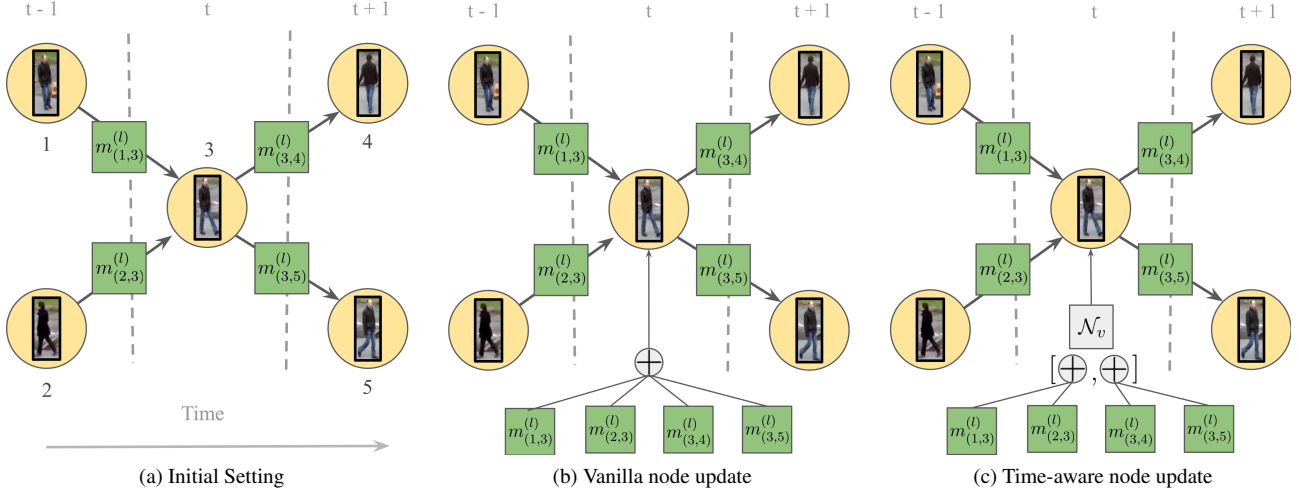 t - 1 t t + 1
1
3
4
m^{(l)}_{(1,3)} m^{(l)}_{(3,4)}
m^{(l)}_{(2,3)} m^{(l)}_{(3,5)}
2
5
Time
(a) Initial Setting
t - 1 t t + 1
m^{(l)}_{(1,3)} m^{(l)}_{(3,4)}
m^{(l)}_{(2,3)} m^{(l)}_{(3,5)}
+
m^{(l)}_{(1,3)} m^{(l)}_{(2,3)} m^{(l)}_{(3,4)} m^{(l)}_{(3,5)}
(b) Vanilla node update
t - 1 t t + 1
m^{(l)}_{(1,3)} m^{(l)}_{(3,4)}
m^{(l)}_{(2,3)} m^{(l)}_{(3,5)}
𝒩_v
[+,+]
m^{(l)}_{(1,3)} m^{(l)}_{(2,3)} m^{(l)}_{(3,4)} m^{(l)}_{(3,5)}
(c) Time-aware node update